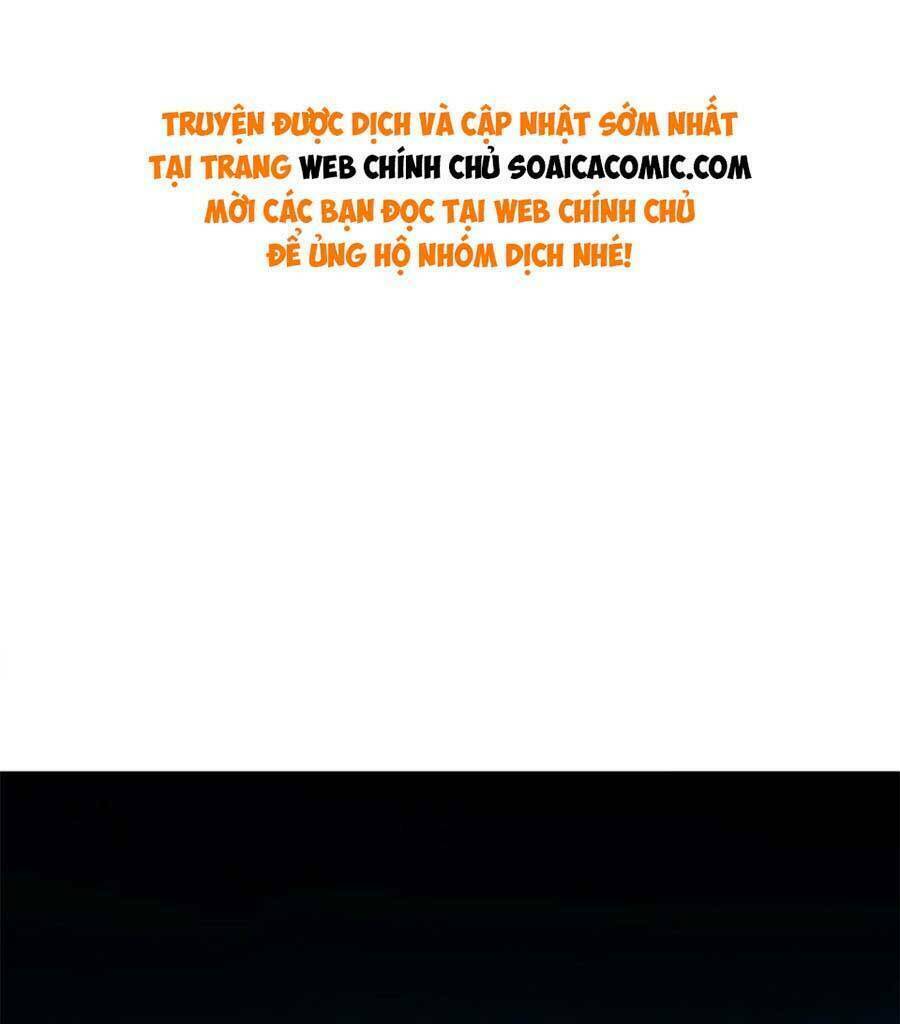 TRUYỆN ĐƯỢC DỊCH VÀ CẬP NHẬT SỚM NHẤT
TẠI TRANG WEB CHÍNH CHỦ SOAICACOMIC.COM
MỜI CÁC BẠN ĐỌC TẠI WEB CHÍNH CHỦ
ĐỂ ỦNG HỘ NHÓM DỊCH NHÉ!